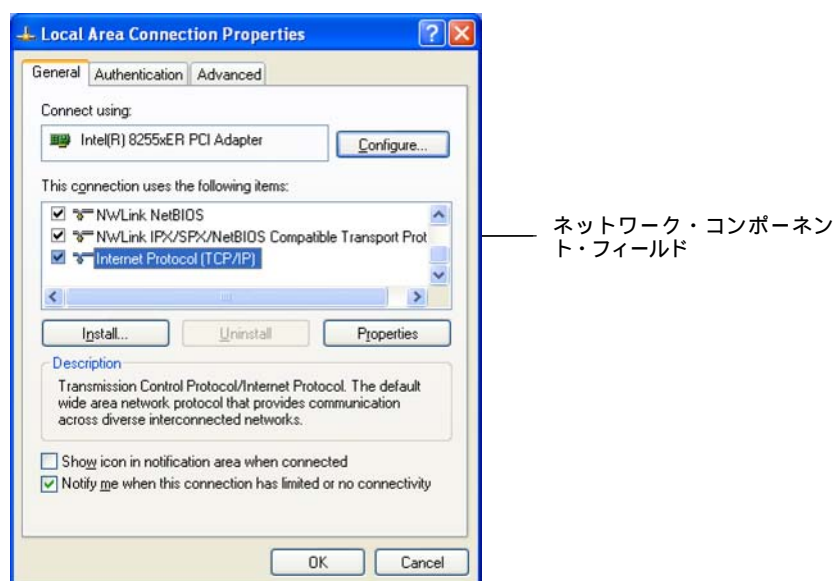 Local Area Connection Properties
General Authentication Advanced
Connect using:
Intel(R) 8255xER PCI Adapter
Configure...
This connection uses the following items:
NWLink NetBIOS
NWLink IPX/SPX/NetBIOS Compatible Transport Prot
Internet Protocol (TCP/IP)
ネットワーク・コンポーネン
ト・フィールド
Install... Uninstall Properties
Description
Transmission Control Protocol/Internet Protocol. The default
wide area network protocol that provides communication
across diverse interconnected networks.
Show icon in notification area when connected
Notify me when this connection has limited or no connectivity
OK Cancel